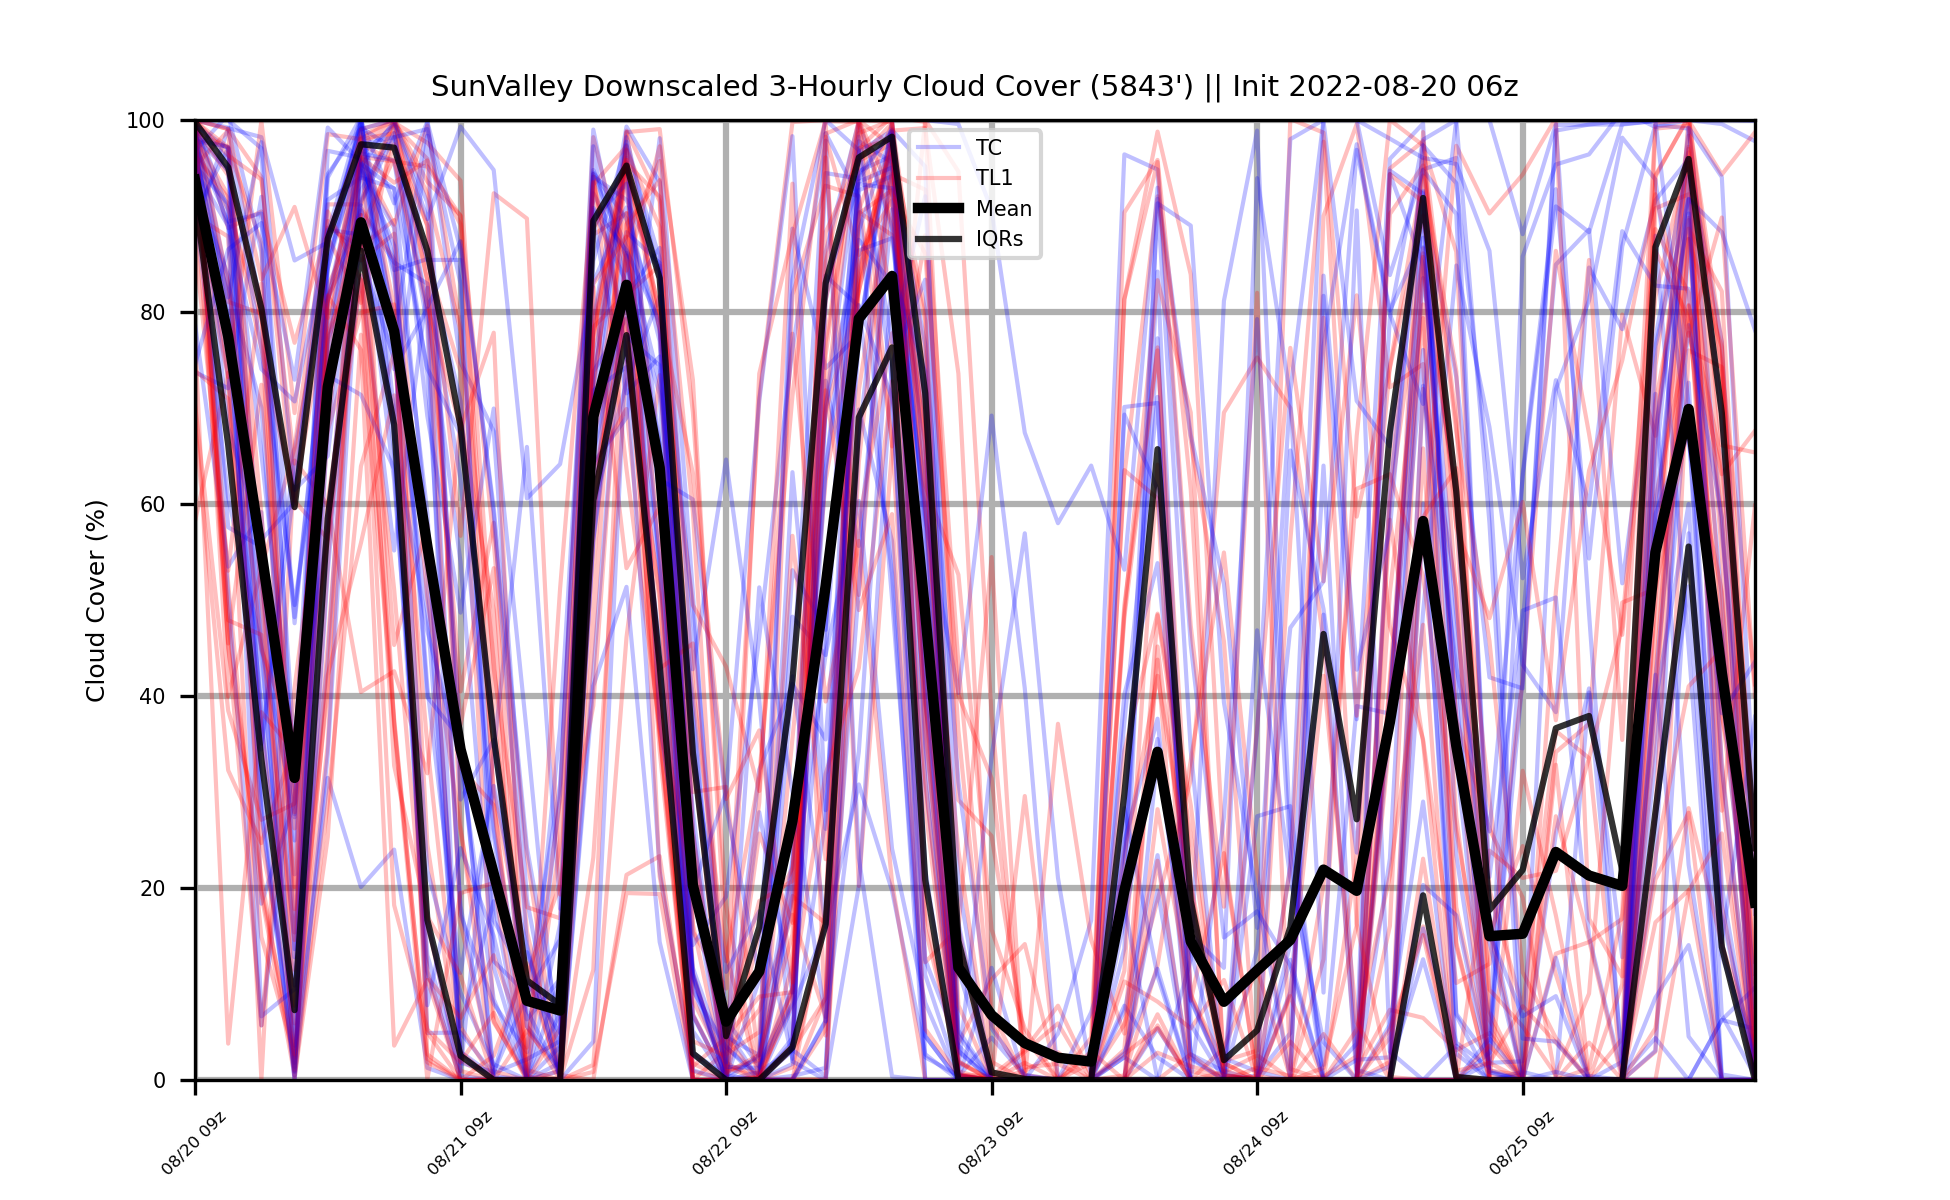 SunValley Downscaled 3-Hourly Cloud Cover (5843') || Init 2022-08-20 06z
Cloud Cover (%)
100
80
60
40
20
0
TC
TL1
Mean
IQRs
08/20 09z
08/21 09z
08/22 09z
08/23 09z
08/24 09z
08/25 09z